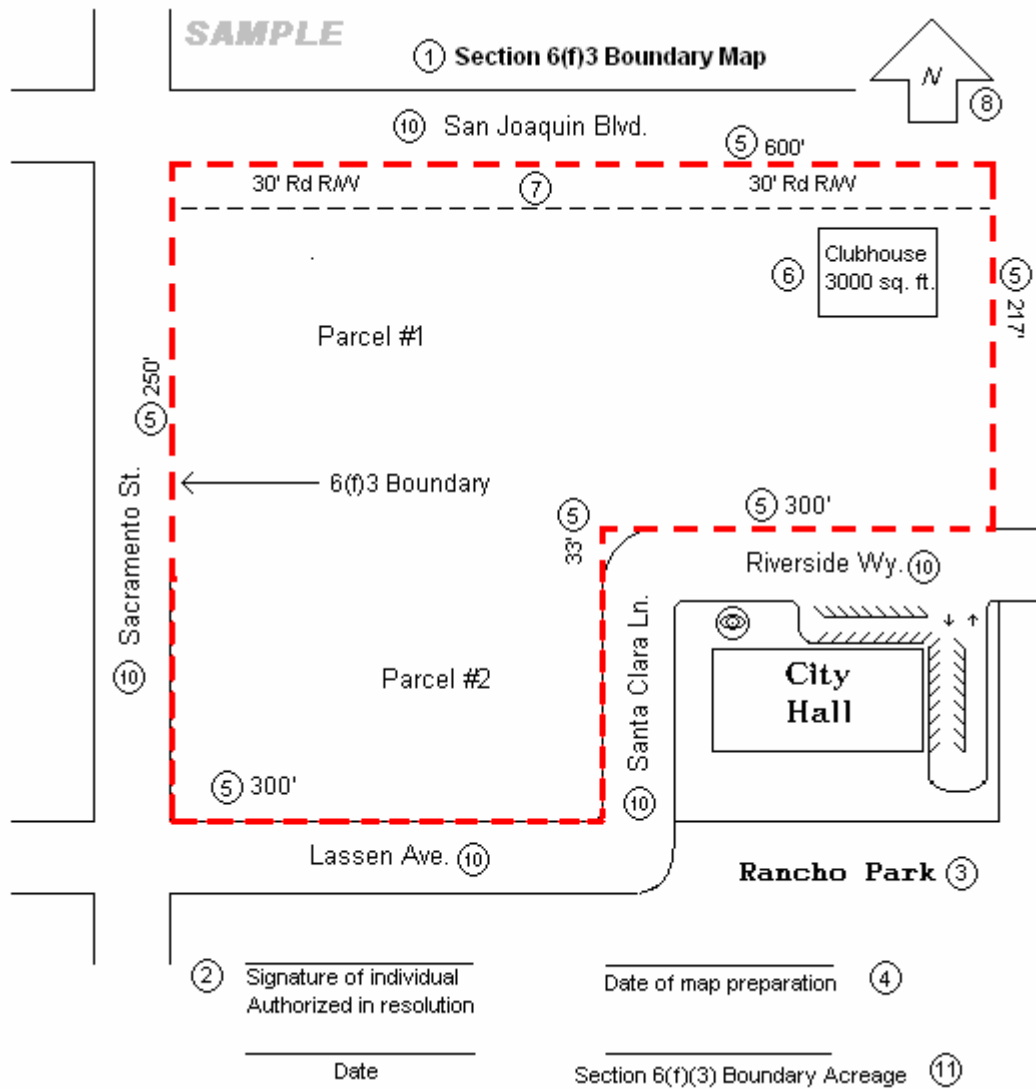 SAMPLE
1 Section 6(f)3 Boundary Map
N
8
10 San Joaquin Blvd.
5 600'
30' Rd R/W
7
30' Rd R/W
6
Clubhouse
3000 sq. ft.
5 217'
Parcel #1
5 250'
6(f)3 Boundary
5 33'
5 300'
10 Sacramento St.
Riverside Wy. 10
Parcel #2
10 Santa Clara Ln.
City
Hall
5 300'
Lassen Ave. 10
Rancho Park 3
2 Signature of individual
Authorized in resolution
Date of map preparation 4
Date
Section 6(f)(3) Boundary Acreage 11